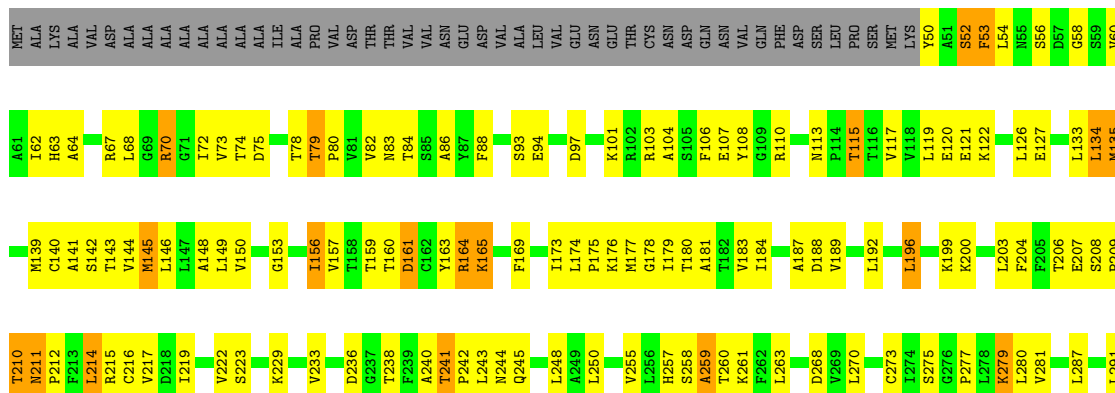 MET ALA LYS ALA VAL ASP ALA ALA ALA ALA ALA ALA ALA ALA ILE ALA PRO VAL ASP THR THR VAL VAL ASN GLU ASP VAL ALA LEU VAL GLU ASN GLU THR CYS ASN ASP GLN ASN VAL GLN PHE ASP SER LEU PRO SER MET LYS Y50 A51 S52 F53 L54 N55 S56 D57 G58 S59 V60
A61 I62 H63 A64 R67 L68 G69 R70 G71 I72 V73 T74 D75 T78 T79 P80 V81 V82 N83 T84 S85 A86 Y87 F88 S93 E94 D97 K101 R102 R103 A104 S105 F106 E107 Y108 G109 R110 N113 P114 T115 T116 V117 V118 L119 E120 E121 K122 L126 E127 L133 L134 M135
M139 C140 A141 S142 T143 V144 M145 L146 L147 A148 L149 V150 G153 I156 V157 T158 T159 T160 D161 C162 Y163 R164 K165 F169 I173 L174 P175 K176 M177 G178 I179 T180 A181 T182 V183 I184 A187 D188 V189 L192 L196 K199 K200 L203 F204 F205 T206 E207 S208 P209
T210 N211 P212 F213 L214 R215 C216 V217 D218 I219 V222 S223 K229 V233 D236 G237 T238 F239 A240 T241 P242 L243 N244 Q245 L248 A249 L250 V255 L256 H257 S258 A259 T260 K261 F262 L263 D268 V269 L270 C273 I274 S275 G276 P277 L278 K279 L280 V281 L287 L291